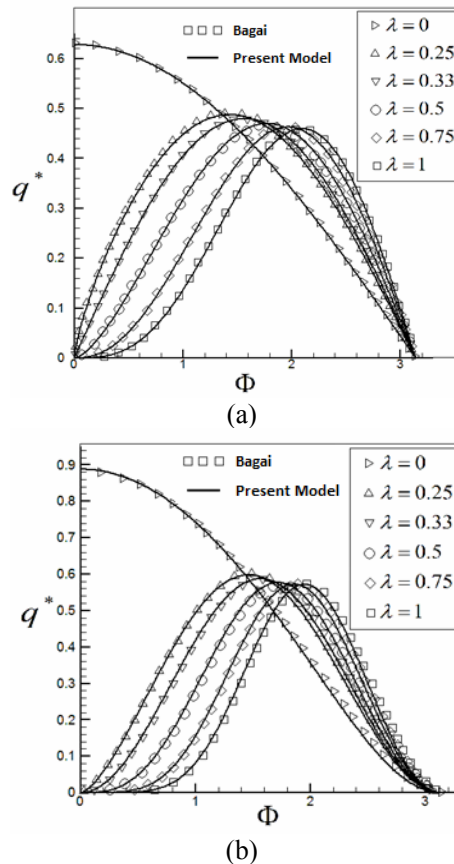 0.6
0.5
0.4
q*
0.3
0.2
0.1
0
0 1 2 3
Φ
□□□ Bagai
Present Model
▷ λ = 0
△ λ = 0.25
▽ λ = 0.33
○ λ = 0.5
◇ λ = 0.75
□ λ = 1
(a)
0.9
0.8
0.7
0.6
0.5
q*
0.4
0.3
0.2
0.1
0
0 1 2 3
Φ
□□□ Bagai
Present Model
▷ λ = 0
△ λ = 0.25
▽ λ = 0.33
○ λ = 0.5
◇ λ = 0.75
□ λ = 1
(b)